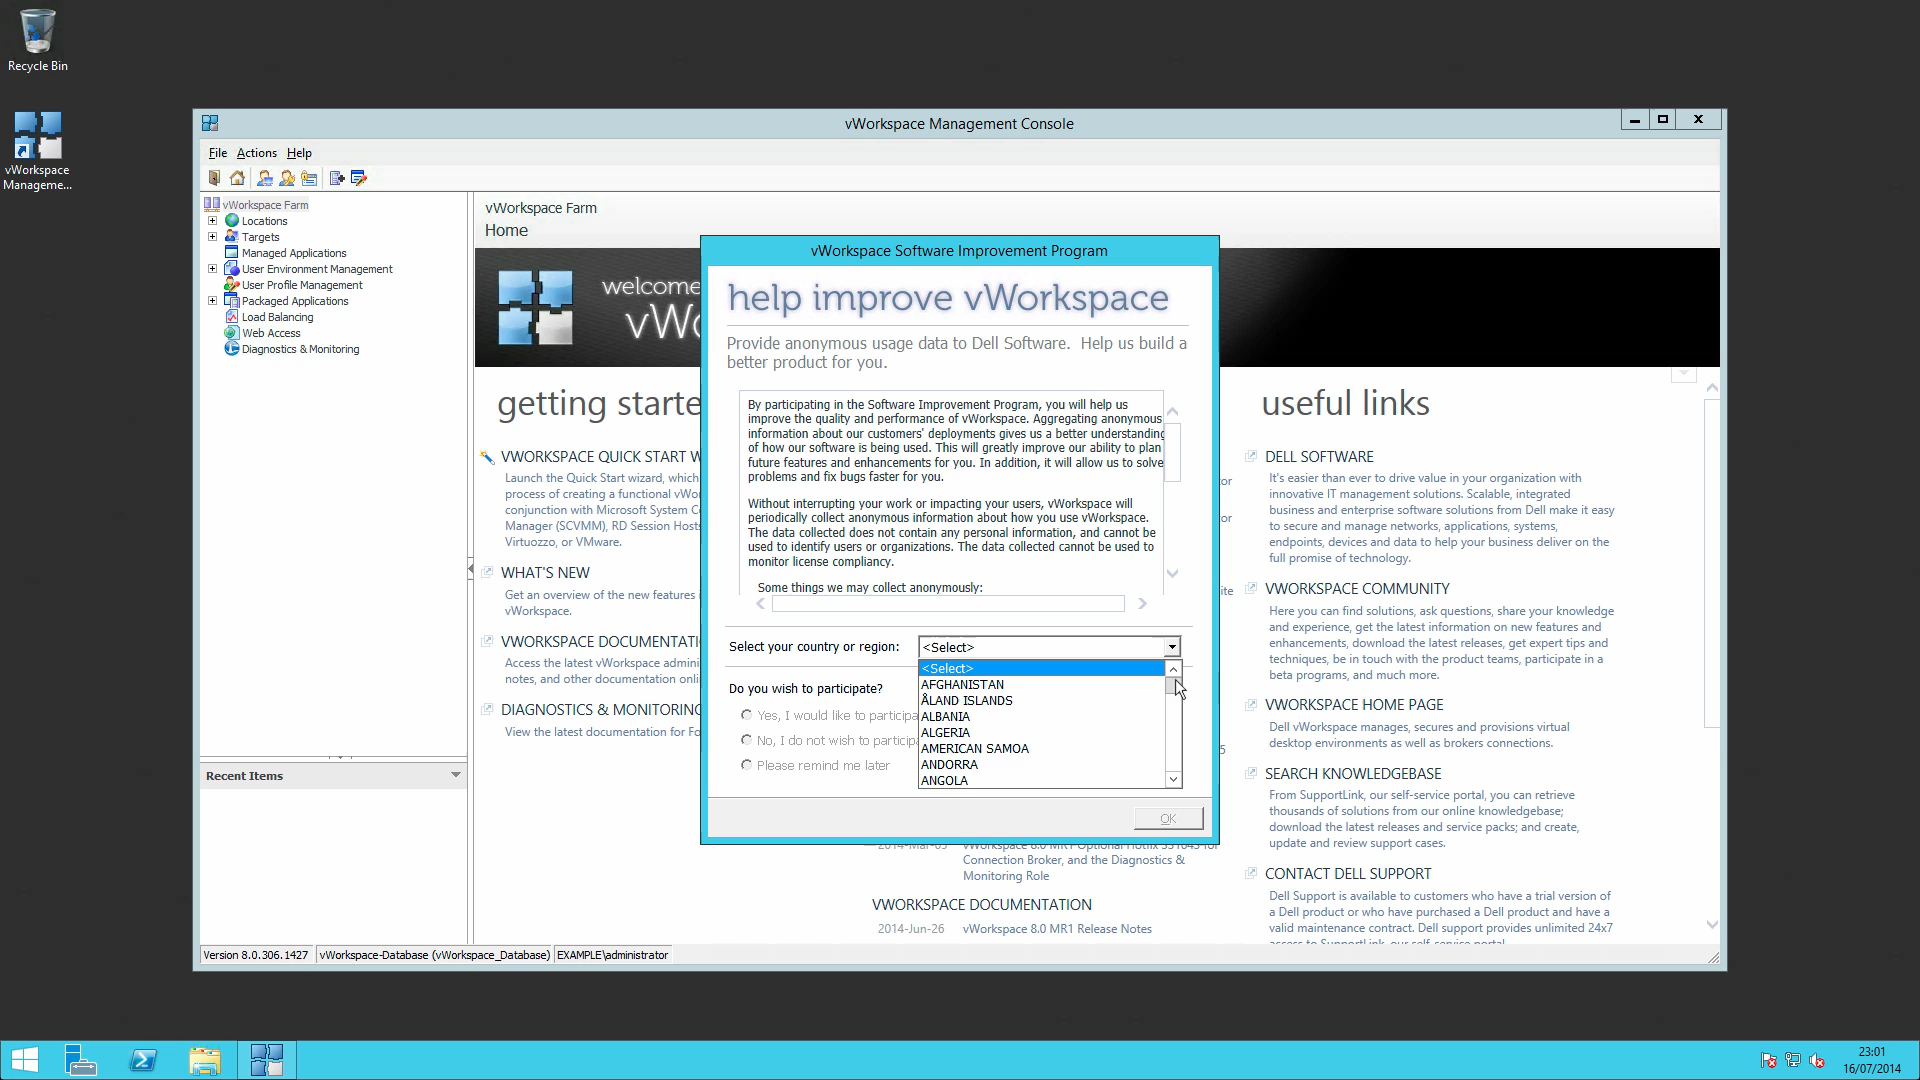 Recycle Bin
vWorkspace
Manageme...
vWorkspace Management Console
File Actions Help
vWorkspace Farm
Locations
Targets
Managed Applications
User Environment Management
User Profile Management
Packaged Applications
Load Balancing
Web Access
Diagnostics & Monitoring
Recent Items
vWorkspace Farm
Home
welcome
getting starte
VWORKSPACE QUICK START W
Launch the Quick Start wizard, which
process of creating a functional vWor
conjunction with Microsoft System Ce
Manager (SCVMM), RD Session Hosts
Virtuozzo, or VMware.
WHAT'S NEW
Get an overview of the new features
vWorkspace.
VWORKSPACE DOCUMENTATI
Access the latest vWorkspace admini
notes, and other documentation onli
DIAGNOSTICS & MONITORING
View the latest documentation for Fo
vWorkspace Software Improvement Program
help improve vWorkspace
Provide anonymous usage data to Dell Software. Help us build a
better product for you.
By participating in the Software Improvement Program, you will help us
improve the quality and performance of vWorkspace. Aggregating anonymous
information about our customers' deployments gives us a better understanding
of how our software is being used. This will greatly improve our ability to plan
future features and enhancements for you. In addition, it will allow us to solve
problems and fix bugs faster for you.
Without interrupting your work or impacting your users, vWorkspace will
periodically collect anonymous information about how you use vWorkspace.
The data collected does not contain any personal information, and cannot be
used to identify users or organizations. The data collected cannot be used to
monitor license compliancy.
Some things we may collect anonymously:
Select your country or region: <Select>
<Select>
AFGHANISTAN
ÅLAND ISLANDS
ALBANIA
ALGERIA
AMERICAN SAMOA
ANDORRA
ANGOLA
Do you wish to participate?
Yes, I would like to participa
No, I do not wish to participa
Please remind me later
OK
2014-Mar-05 vWorkspace 8.0 MR1 Optional Hotfix 331643 for
Connection Broker, and the Diagnostics &
Monitoring Role
VWORKSPACE DOCUMENTATION
2014-Jun-26 vWorkspace 8.0 MR1 Release Notes
useful links
DELL SOFTWARE
It's easier than ever to drive value in your organization with
innovative IT management solutions. Scalable, integrated
business and enterprise software solutions from Dell make it easy
to secure and manage networks, applications, systems,
endpoints, devices and data to help your business deliver on the
full promise of technology.
VWORKSPACE COMMUNITY
Here you can find solutions, ask questions, share your knowledge
and experience, get the latest information on new features and
enhancements, download the latest releases, get expert tips and
techniques, be in touch with the product teams, participate in a
beta programs, and much more.
VWORKSPACE HOME PAGE
Dell vWorkspace manages, secures and provisions virtual
desktop environments as well as brokers connections.
SEARCH KNOWLEDGEBASE
From SupportLink, our self-service portal, you can retrieve
thousands of solutions from our online knowledgebase;
download the latest releases and service packs; and create,
update and review support cases.
CONTACT DELL SUPPORT
Dell Support is available to customers who have a trial version of
a Dell product or who have purchased a Dell product and have a
valid maintenance contract. Dell support provides unlimited 24x7
access to SupportLink, our self-service portal
Version 8.0.306.1427 vWorkspace-Database (vWorkspace_Database) EXAMPLE\administrator
23:01
16/07/2014